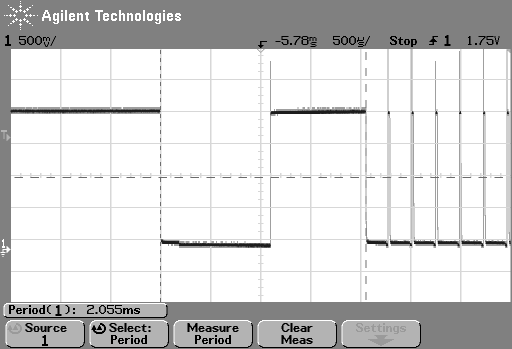 Agilent Technologies
1 500mV/ -5.78ms 500us/ Stop 1 1.75V
T
1
Period(1): 2.055ms
Source Select: Measure Clear Settings
1 Period Period Meas